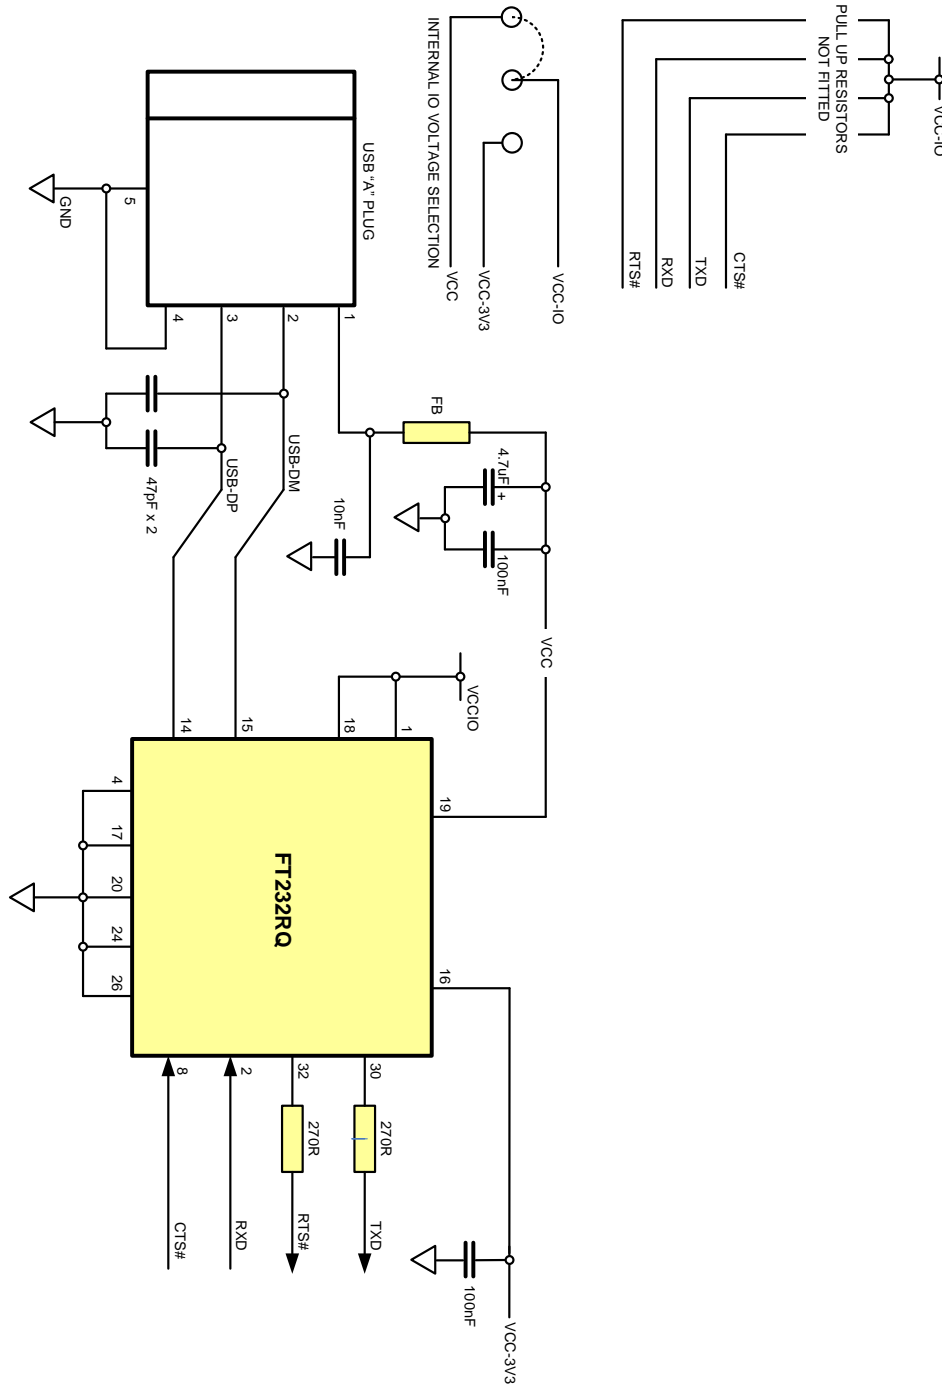 VCC-IO
PULL UP RESISTORS
NOT FITTED
RTS#
RXD
TXD
CTS#
INTERNAL IO VOLTAGE SELECTION
VCC
VCC-3V3
VCC-IO
USB “A” PLUG
GND
5
1
2
3
4
FB
4.7uF +
100nF
10nF
47pF x 2
USB-DM
USB-DP
VCC
VCCIO
FT232RQ
14
15
18
1
19
16
4
17
20
24
26
8
2
32
30
270R
270R
CTS#
RXD
RTS#
TXD
100nF
VCC-3V3